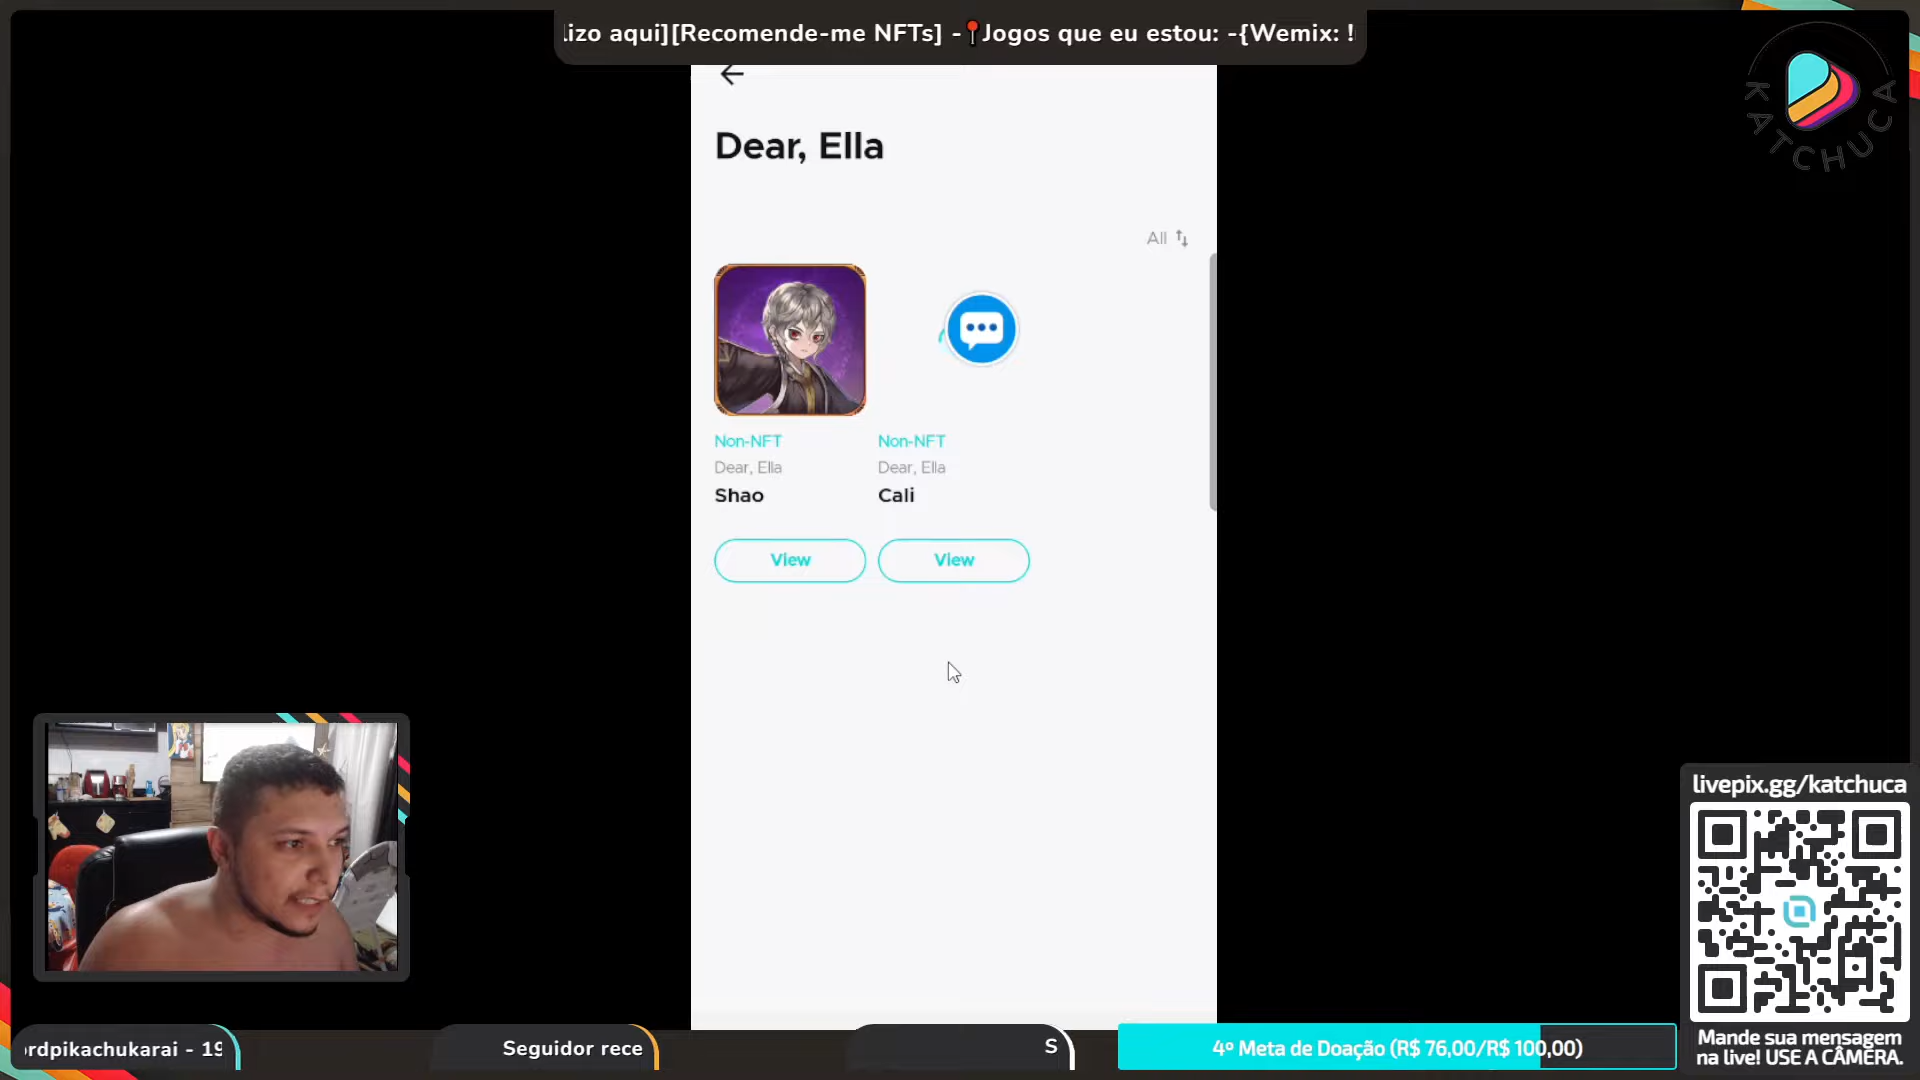 izo aqui][Recomende-me NFTs] -📍Jogos que eu estou: -{Wemix: !
KATCHUCA
Dear, Ella
All
Non-NFT
Dear, Ella
Shao
View
Non-NFT
Dear, Ella
Cali
View
livepix.gg/katchuca
Mande sua mensagem
na live! USE A CÂMERA.
rdpikachukarai - 19
Seguidor rece
S
4º Meta de Doação (R$ 76,00/R$ 100,00)